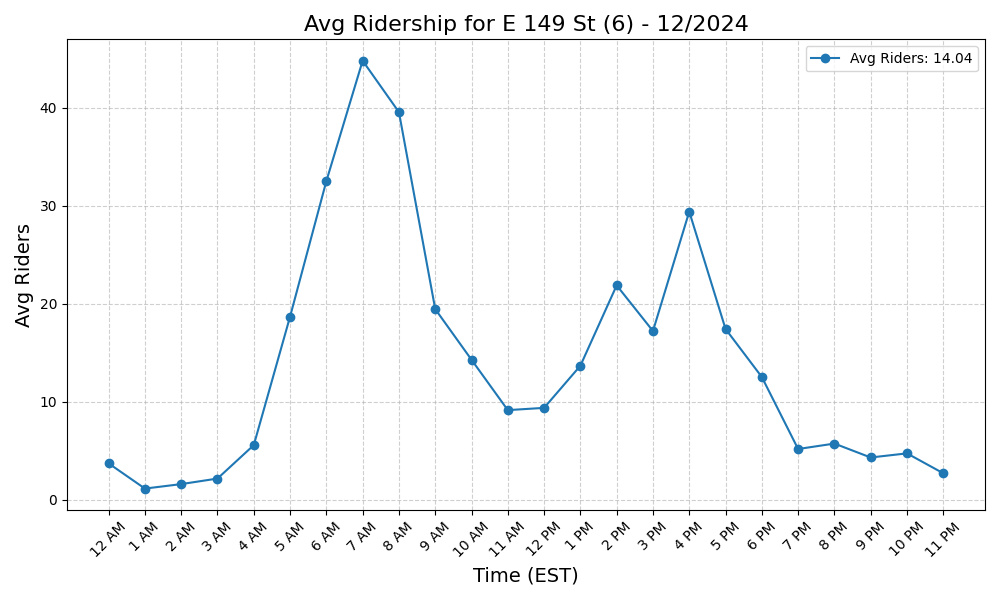 Avg Ridership for E 149 St (6) - 12/2024
Avg Riders: 14.04
Avg Riders
40
30
20
10
0
12 AM
1 AM
2 AM
3 AM
4 AM
5 AM
6 AM
7 AM
8 AM
9 AM
10 AM
11 AM
12 PM
1 PM
2 PM
3 PM
4 PM
5 PM
6 PM
7 PM
8 PM
9 PM
10 PM
11 PM
Time (EST)